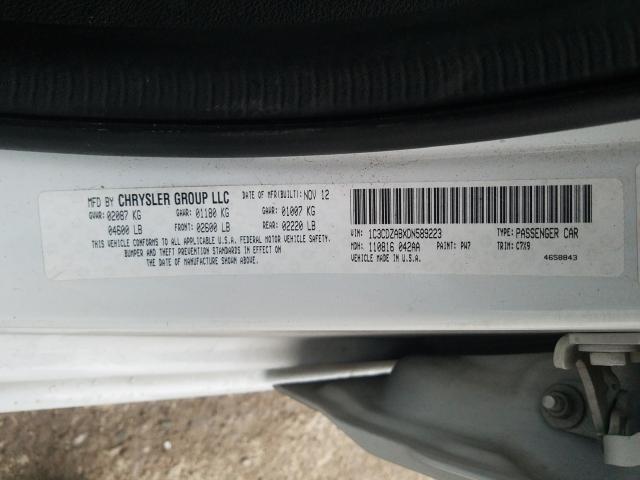 MFD BY CHRYSLER GROUP LLC
DATE OF MFR(BUILT): NOV 12
GVWR: 02087 KG GAWR: 01180 KG GAWR: 01007 KG
04600 LB FRONT: 02600 LB REAR: 02220 LB
THIS VEHICLE CONFORMS TO ALL APPLICABLE U.S.A. FEDERAL MOTOR VEHICLE SAFETY,
BUMPER AND THEFT PREVENTION STANDARDS IN EFFECT ON
THE DATE OF MANUFACTURE SHOWN ABOVE.
VIN: 1C3CDZABXDN589223 TYPE: PASSENGER CAR
MDH: 110816 042AA PAINT: PW7 TRIM: C7X9
VEHICLE MADE IN U.S.A. 4658843